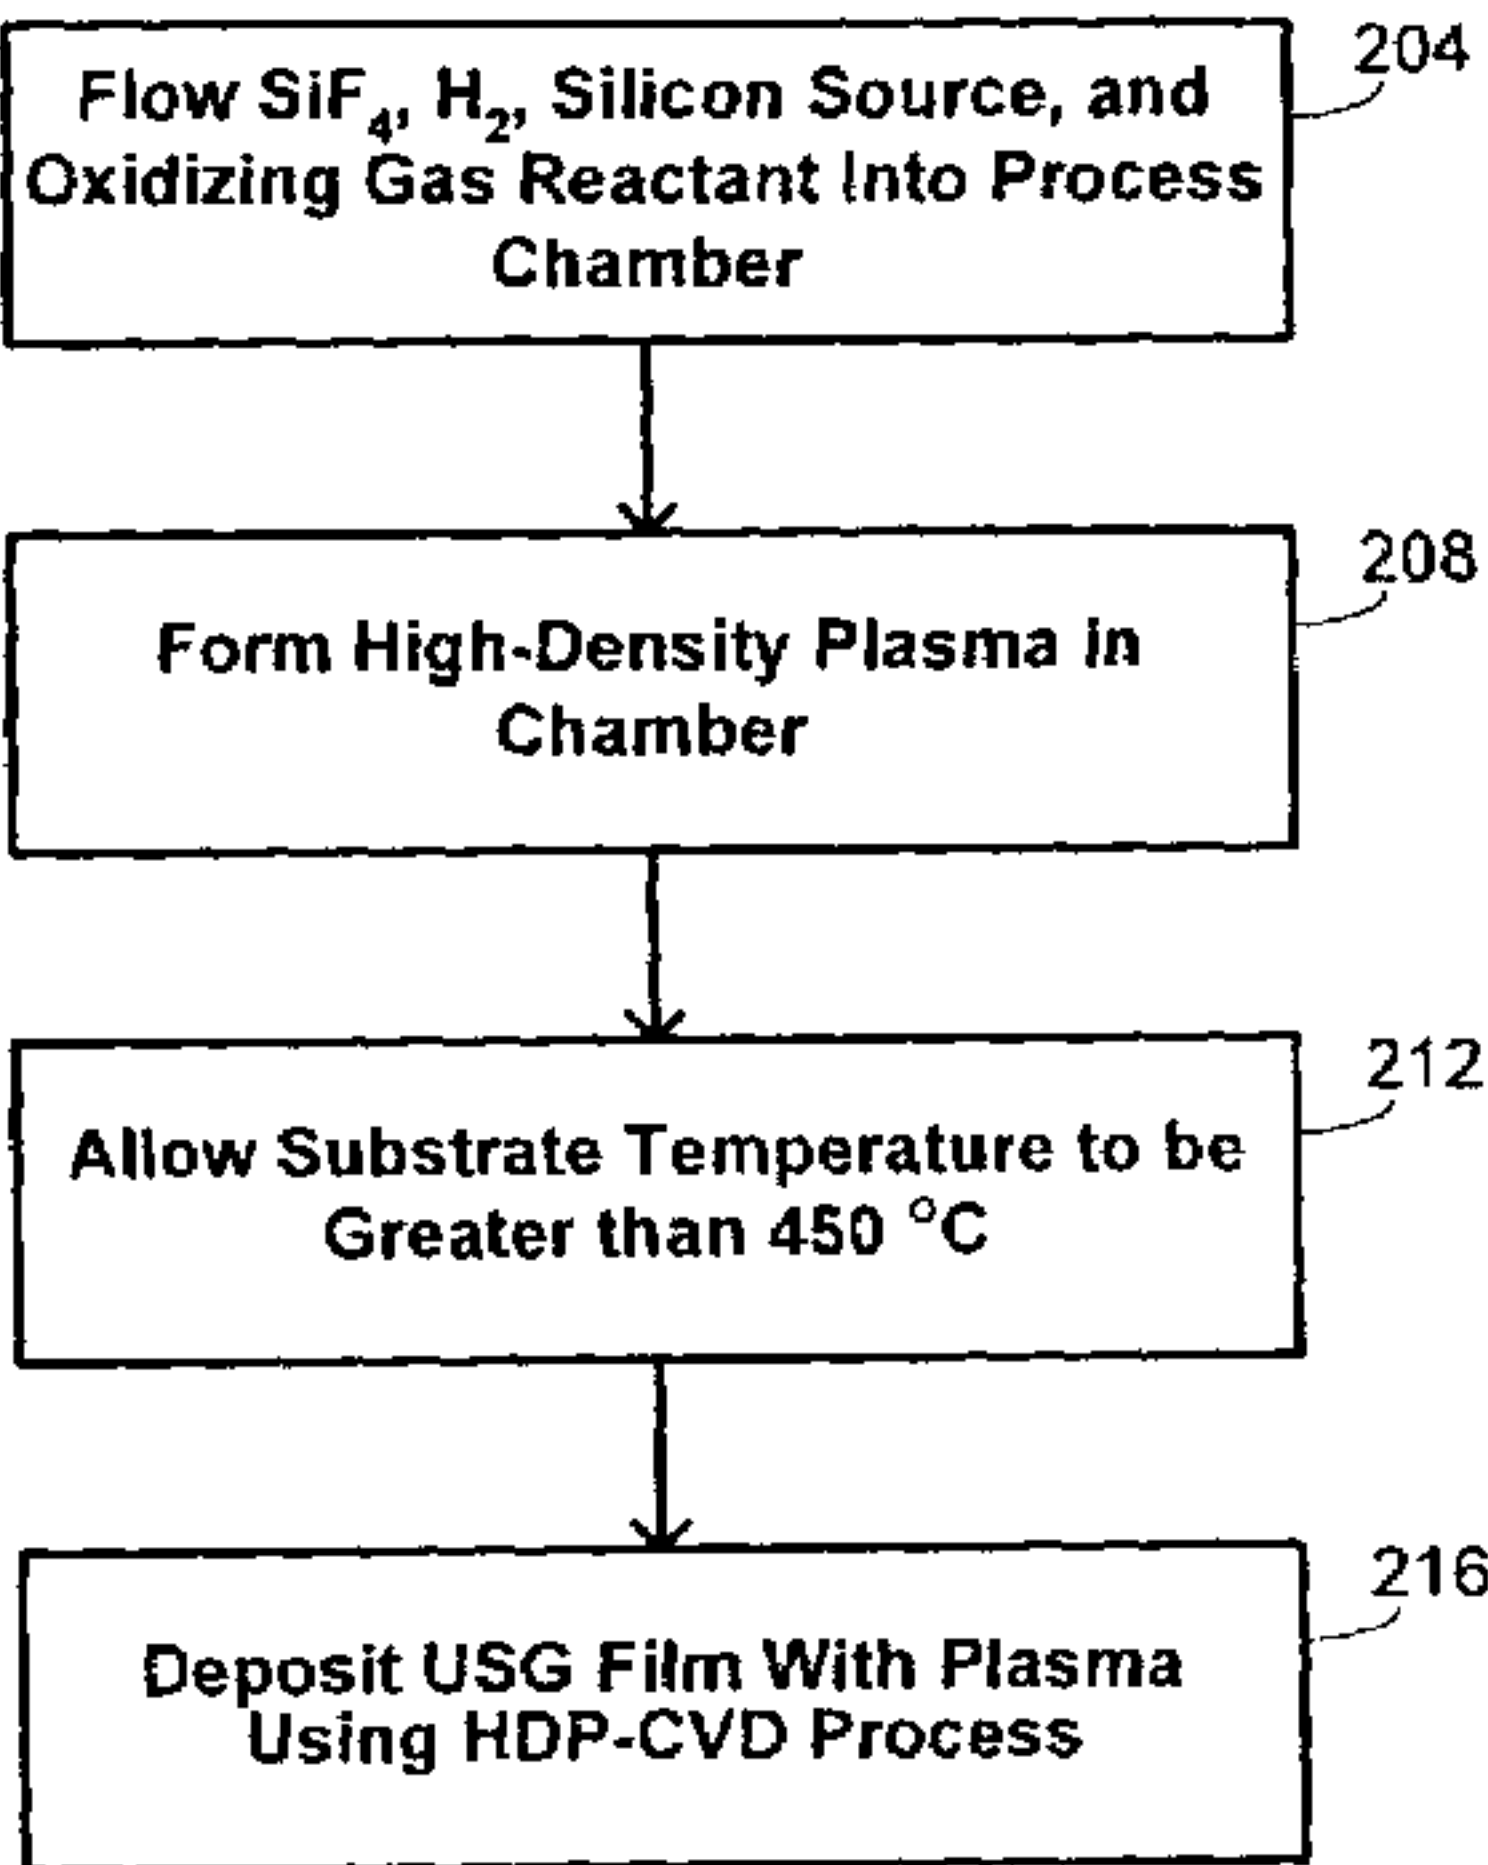 204
Flow SiF₄, H₂, Silicon Source, and
Oxidizing Gas Reactant Into Process
Chamber
208
Form High-Density Plasma in
Chamber
212
Allow Substrate Temperature to be
Greater than 450 °C
216
Deposit USG Film With Plasma
Using HDP-CVD Process